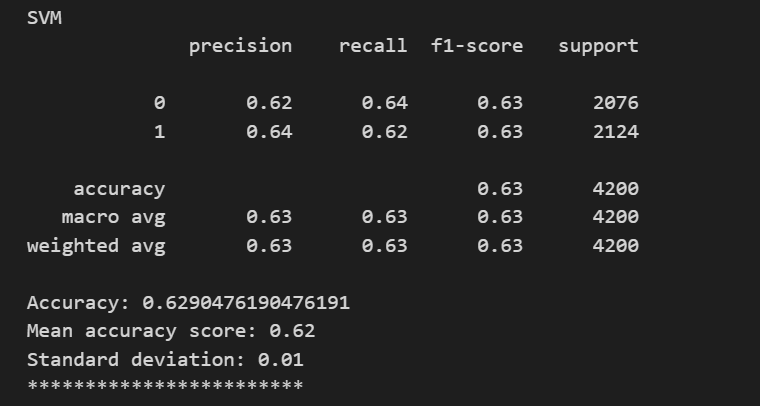 SVM
precision recall f1-score support
0 0.62 0.64 0.63 2076
1 0.64 0.62 0.63 2124
accuracy 0.63 4200
macro avg 0.63 0.63 0.63 4200
weighted avg 0.63 0.63 0.63 4200
Accuracy: 0.6290476190476191
Mean accuracy score: 0.62
Standard deviation: 0.01
************************